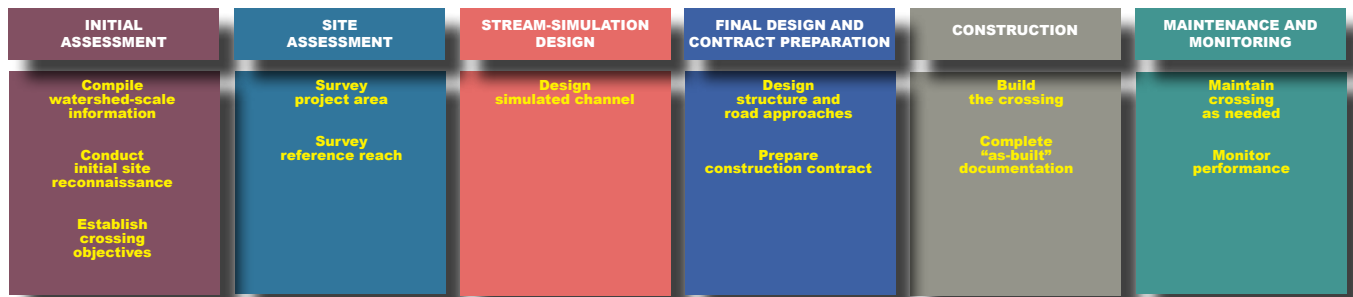 INITIAL
ASSESSMENT
Compile
watershed-scale
information
Conduct
initial site
reconnaissance
Establish
crossing
objectives
SITE
ASSESSMENT
Survey
project area
Survey
reference reach
STREAM-SIMULATION
DESIGN
Design
simulated channel
FINAL DESIGN AND
CONTRACT PREPARATION
Design
structure and
road approaches
Prepare
construction contract
CONSTRUCTION
Build
the crossing
Complete
“as-built”
documentation
MAINTENANCE AND
MONITORING
Maintain
crossing
as needed
Monitor
performance